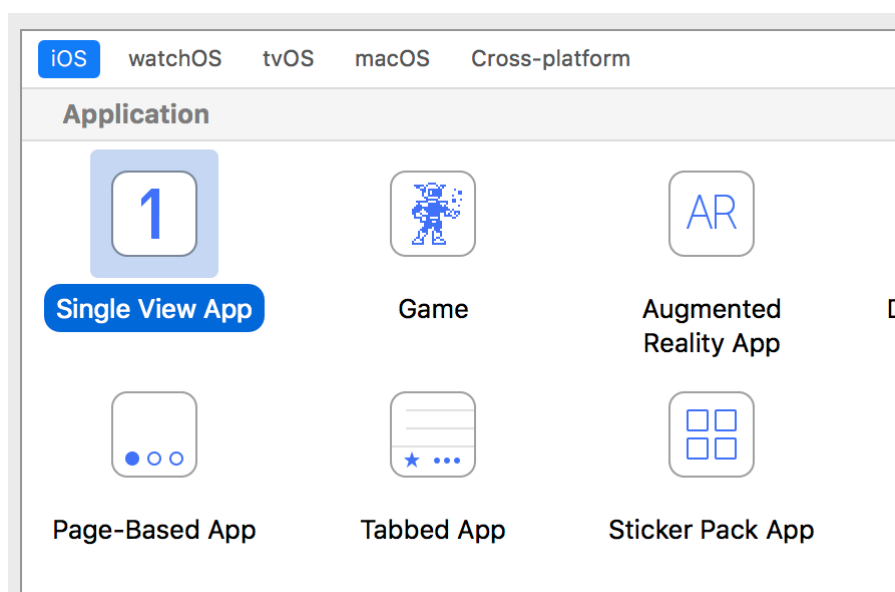 iOS watchOS tvOS macOS Cross-platform
Application
1
AR
Single View App
Game
Augmented
Reality App
Page-Based App
Tabbed App
Sticker Pack App